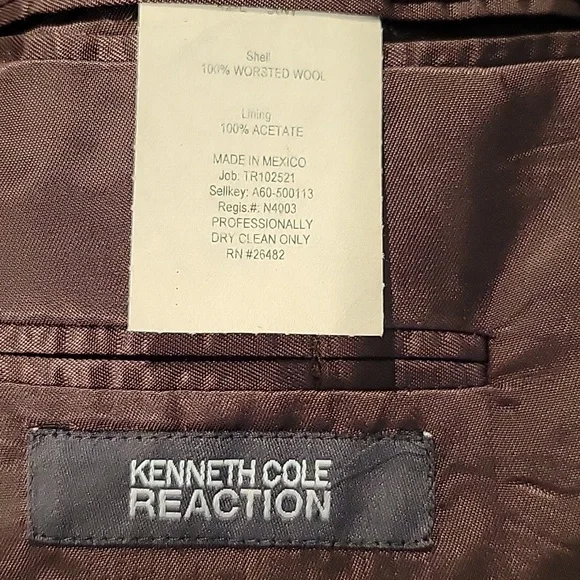 Shell
100% WORSTED WOOL
Lining
100% ACETATE
MADE IN MEXICO
Job: TR102521
Sellkey: A60-500113
Regis.#: N4003
PROFESSIONALLY
DRY CLEAN ONLY
RN #26482
KENNETH COLE
REACTION